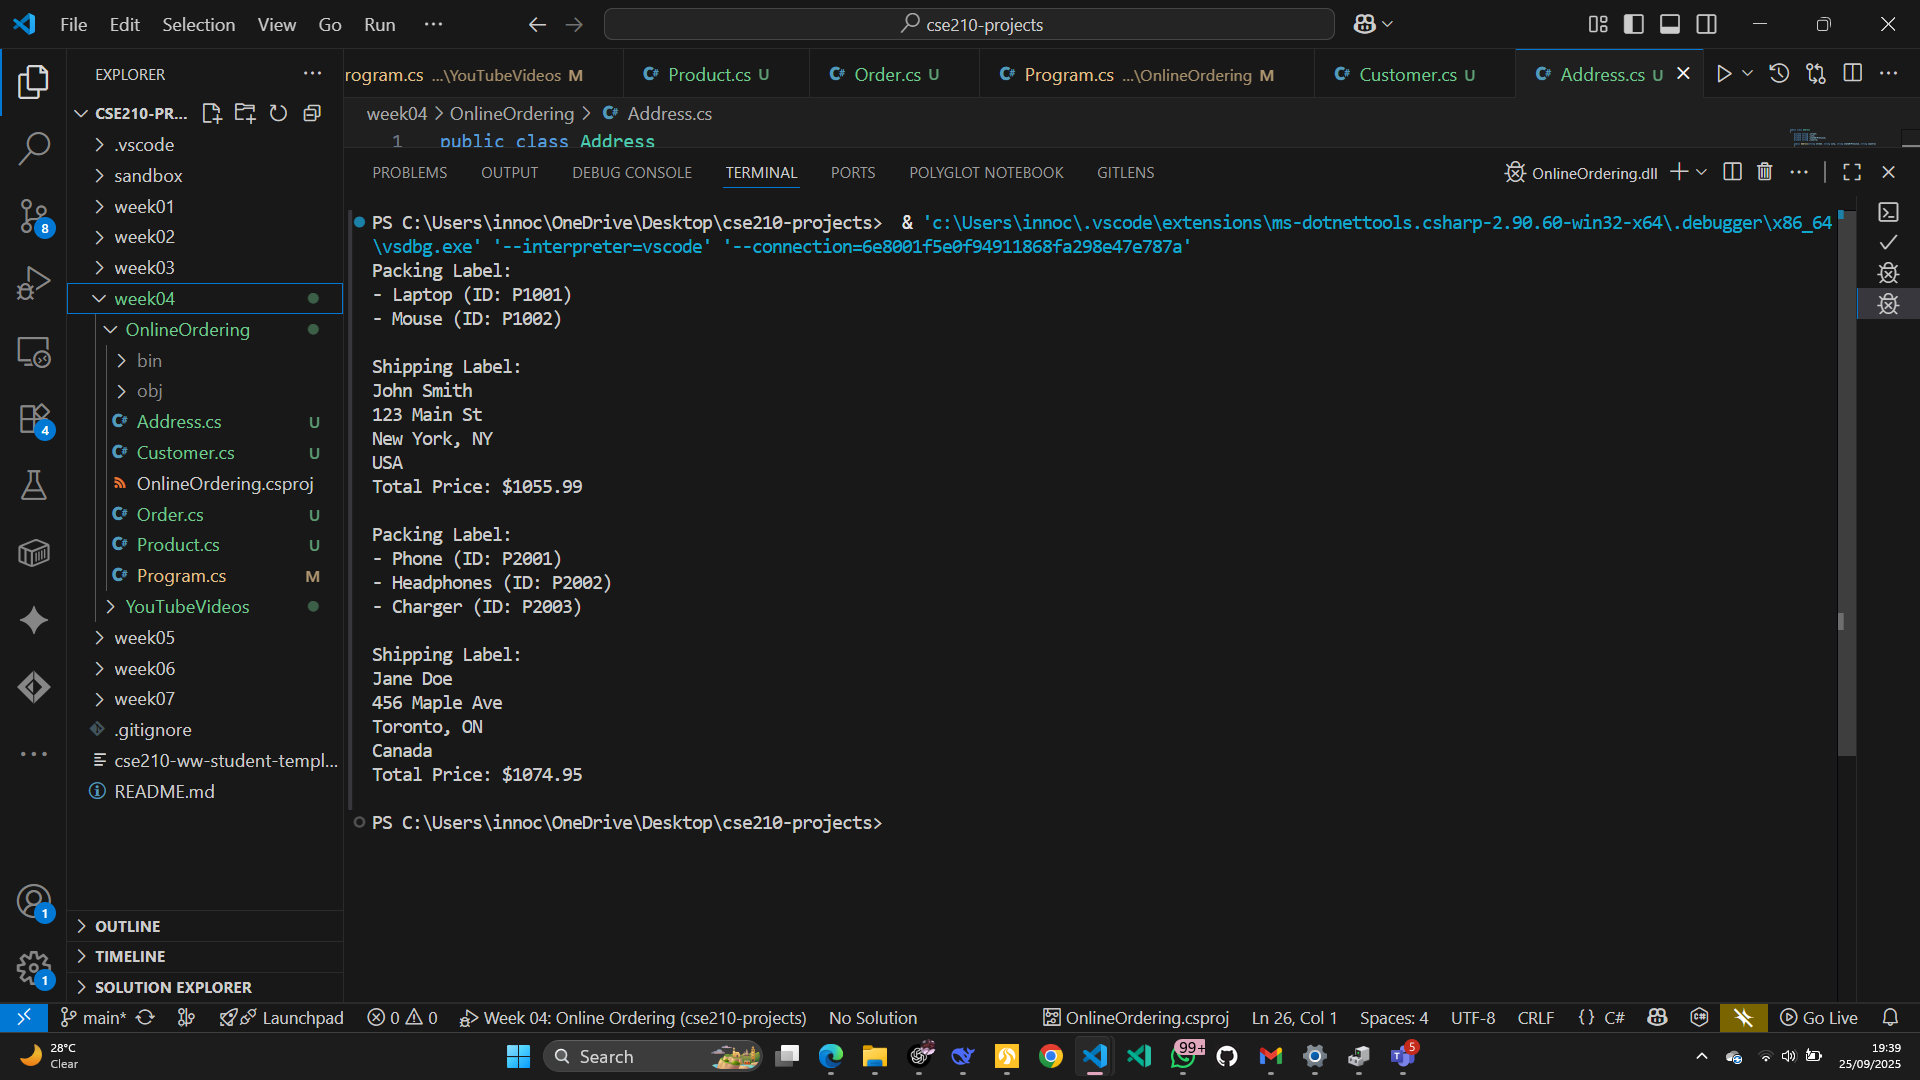 File Edit Selection View Go Run ··· cse210-projects
EXPLORER ···
rogram.cs ...\YouTubeVideos M Product.cs U Order.cs U Program.cs ...\OnlineOrdering M Customer.cs U Address.cs U
CSE210-PR...
week04 > OnlineOrdering > Address.cs
1 public class Address
.vscode
sandbox
week01
week02
week03
week04
OnlineOrdering
bin
obj
Address.cs U
Customer.cs U
OnlineOrdering.csproj
Order.cs U
Product.cs U
Program.cs M
YouTubeVideos
week05
week06
week07
.gitignore
cse210-ww-student-templ...
README.md
OUTLINE
TIMELINE
SOLUTION EXPLORER
8
4
1
1
PROBLEMS OUTPUT DEBUG CONSOLE TERMINAL PORTS POLYGLOT NOTEBOOK GITLENS OnlineOrdering.dll
PS C:\Users\innoc\OneDrive\Desktop\cse210-projects>  & 'c:\Users\innoc\.vscode\extensions\ms-dotnettools.csharp-2.90.60-win32-x64\.debugger\x86_64
\vsdbg.exe' '--interpreter=vscode' '--connection=6e8001f5e0f94911868fa298e47e787a'
Packing Label:
- Laptop (ID: P1001)
- Mouse (ID: P1002)
Shipping Label:
John Smith
123 Main St
New York, NY
USA
Total Price: $1055.99
Packing Label:
- Phone (ID: P2001)
- Headphones (ID: P2002)
- Charger (ID: P2003)
Shipping Label:
Jane Doe
456 Maple Ave
Toronto, ON
Canada
Total Price: $1074.95
PS C:\Users\innoc\OneDrive\Desktop\cse210-projects>
main* Launchpad 0 0 Week 04: Online Ordering (cse210-projects) No Solution OnlineOrdering.csproj Ln 26, Col 1 Spaces: 4 UTF-8 CRLF {} C# Go Live
28°C
Clear
Search
99+
5
19:39
25/09/2025